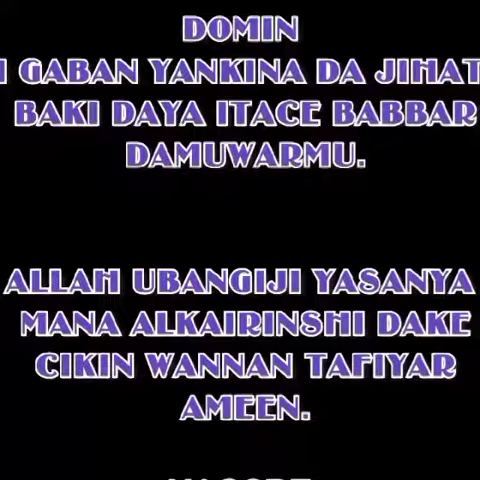 DOMIN
GABAN YANKINA DA JIHAT
BAKI DAYA ITACE BABBAR
DAMUWARMU.
ALLAH UBANGIJI YASANYA
MANA ALKAIRINSHI DAKE
CIKIN WANNAN TAFIYAR
AMEEN.